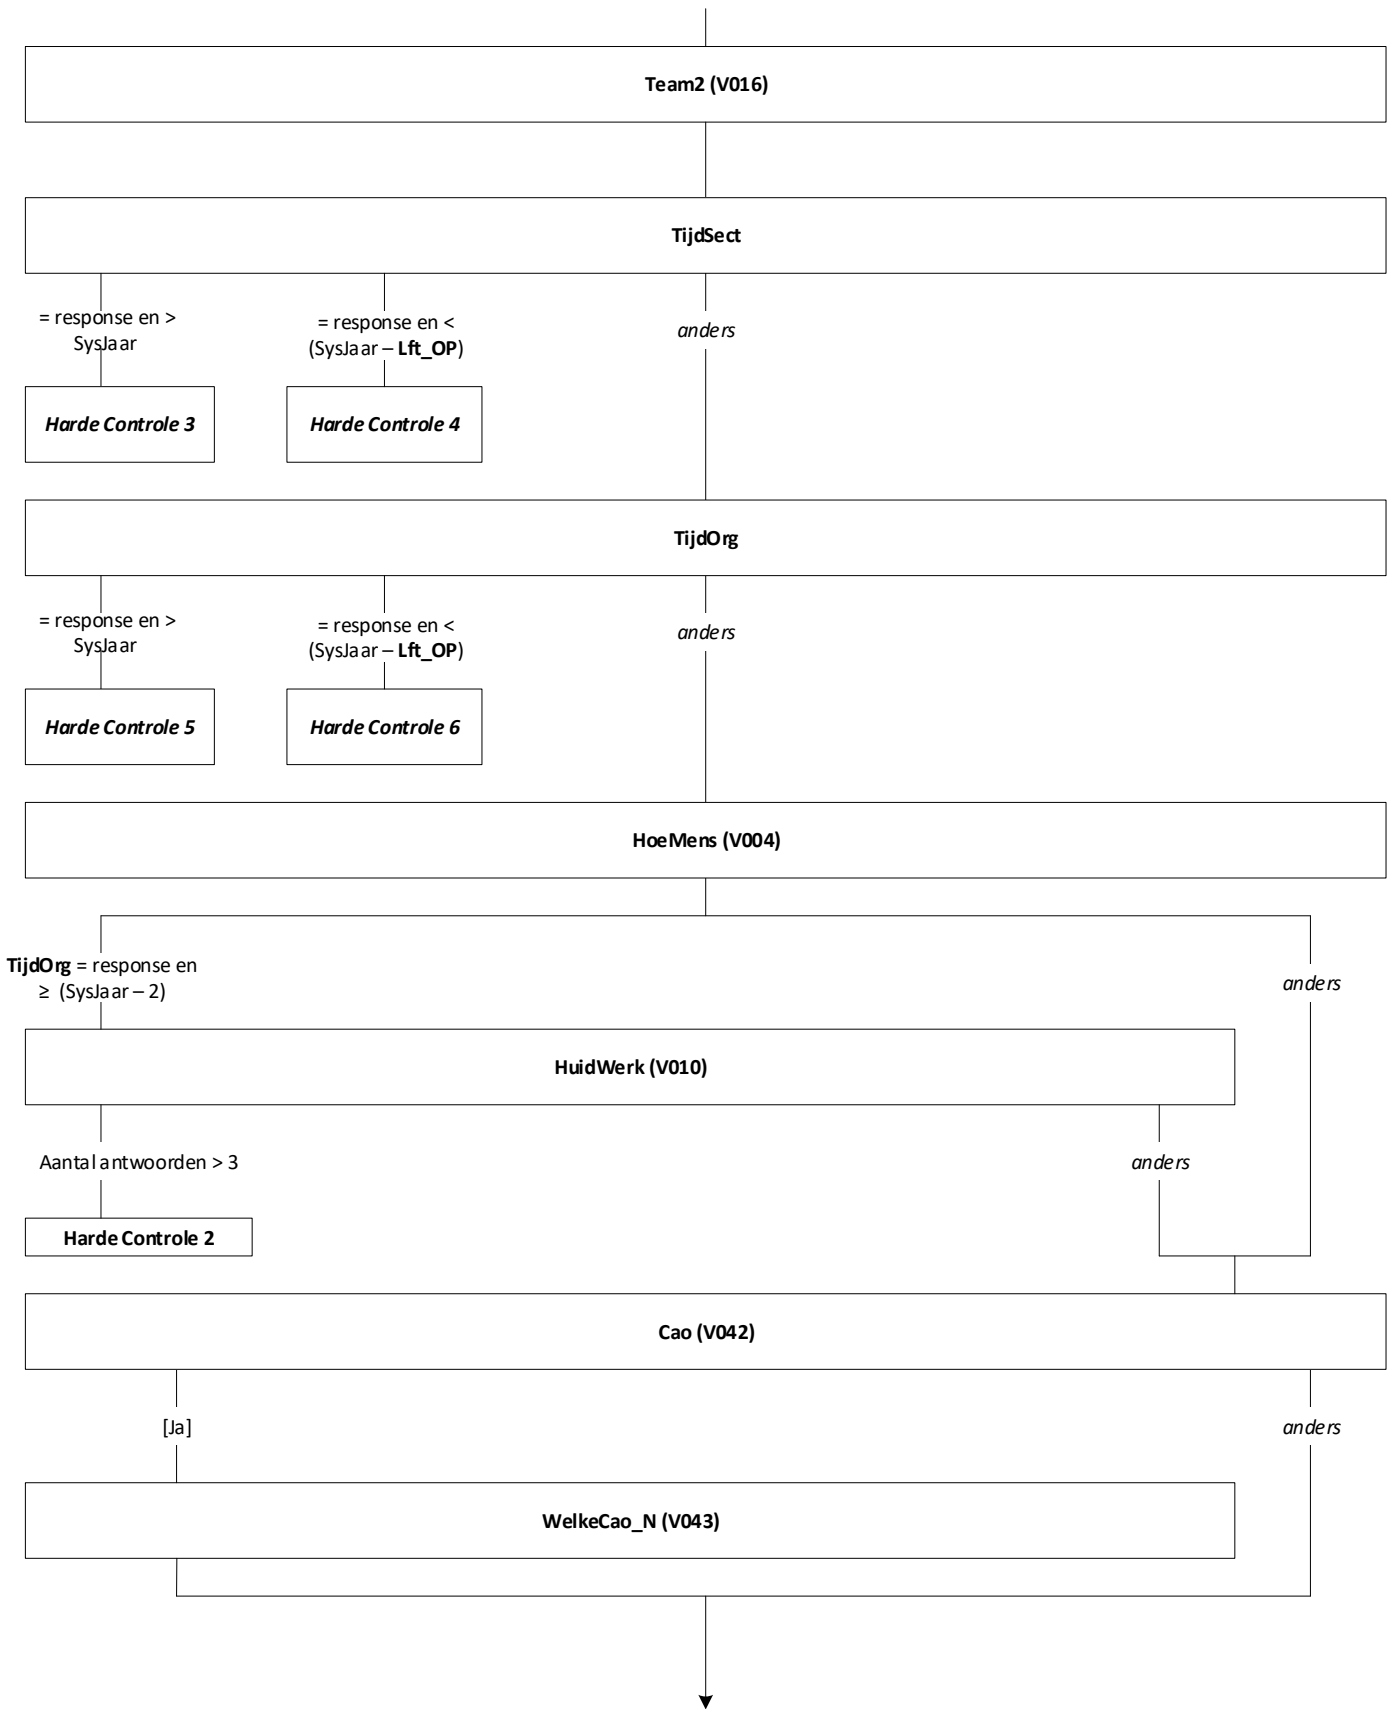 Team2 (V016)
TijdSect
= response en >
SysJaar
= response en <
(SysJaar – Lft_OP)
anders
Harde Controle 3
Harde Controle 4
TijdOrg
= response en >
SysJaar
= response en <
(SysJaar – Lft_OP)
anders
Harde Controle 5
Harde Controle 6
HoeMens (V004)
TijdOrg = response en
≥ (SysJaar – 2)
anders
HuidWerk (V010)
Aantal antwoorden > 3
anders
Harde Controle 2
Cao (V042)
[Ja]
anders
WelkeCao_N (V043)